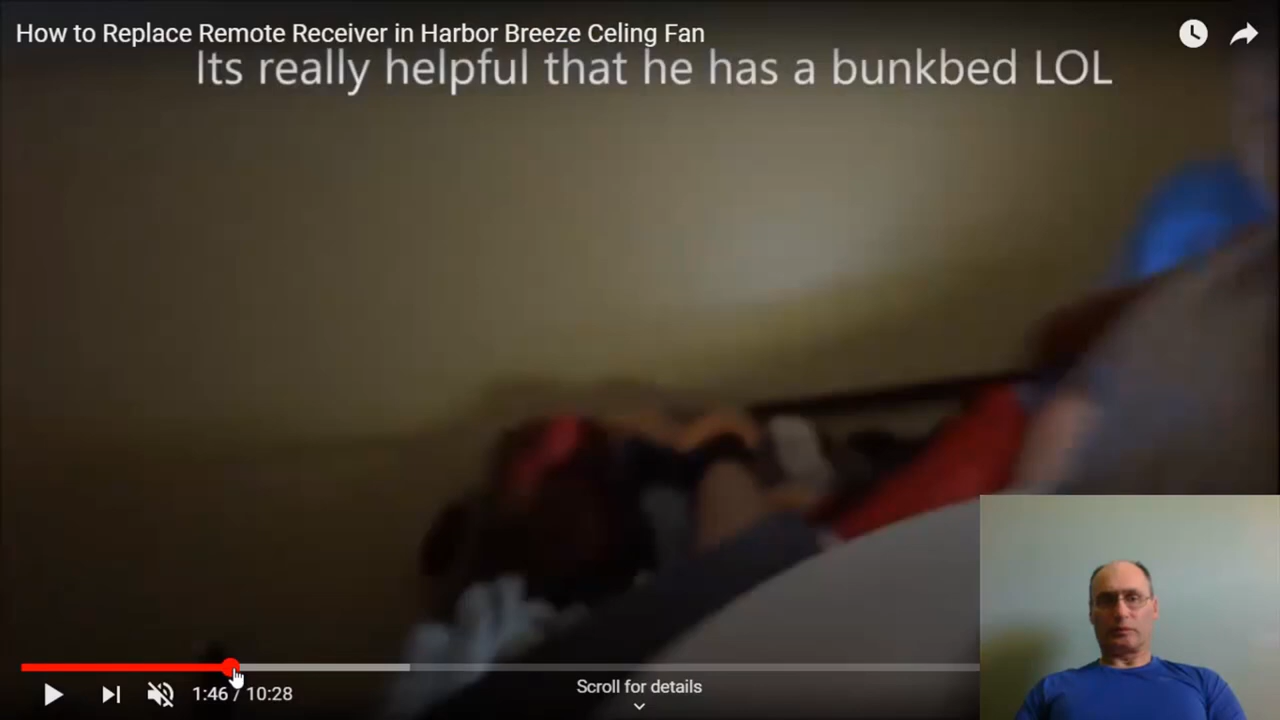 How to Replace Remote Receiver in Harbor Breeze Celing Fan
Its really helpful that he has a bunkbed LOL
1:46 / 10:28
Scroll for details